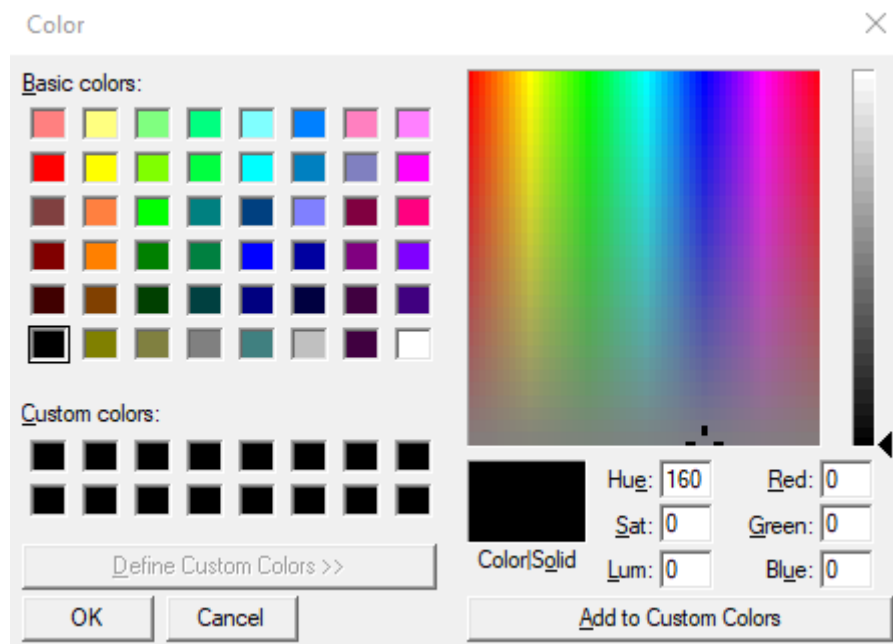 Color
Basic colors:
Custom colors:
Define Custom Colors >>
OK Cancel
Hue: 160 Red: 0
Sat: 0 Green: 0
Color|Solid
Lum: 0 Blue: 0
Add to Custom Colors